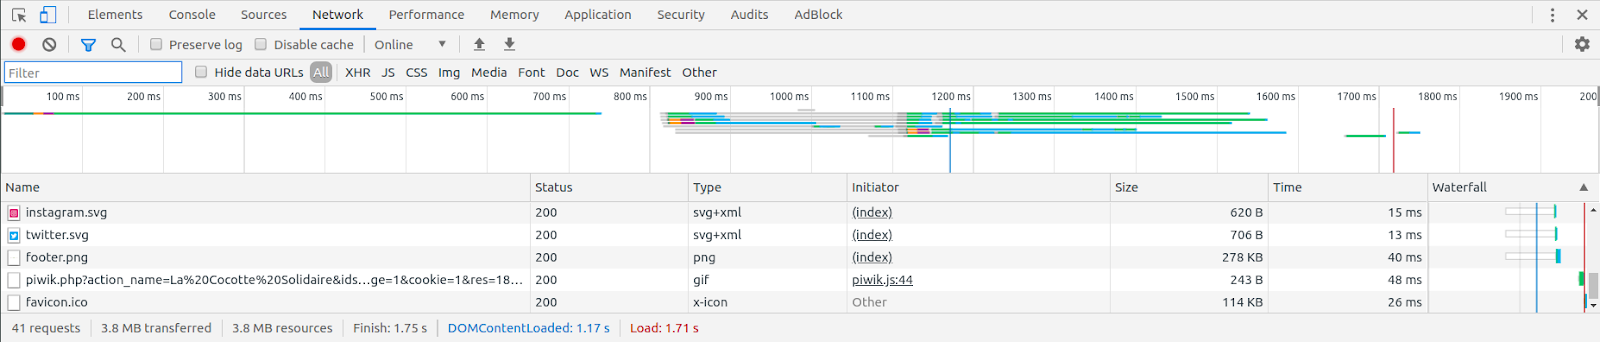 Elements Console Sources Network Performance Memory Application Security Audits AdBlock
Preserve log Disable cache Online
Filter Hide data URLs All XHR JS CSS Img Media Font Doc WS Manifest Other
100 ms 200 ms 300 ms 400 ms 500 ms 600 ms 700 ms 800 ms 900 ms 1000 ms 1100 ms 1200 ms 1300 ms 1400 ms 1500 ms 1600 ms 1700 ms 1800 ms 1900 ms 200
Name Status Type Initiator Size Time Waterfall
instagram.svg 200 svg+xml (index) 620 B 15 ms
twitter.svg 200 svg+xml (index) 706 B 13 ms
footer.png 200 png (index) 278 KB 40 ms
piwik.php?action_name=La%20Cocotte%20Solidaire&ids…ge=1&cookie=1&res=18… 200 gif piwik.js:44 243 B 48 ms
favicon.ico 200 x-icon Other 114 KB 26 ms
41 requests 3.8 MB transferred 3.8 MB resources Finish: 1.75 s DOMContentLoaded: 1.17 s Load: 1.71 s